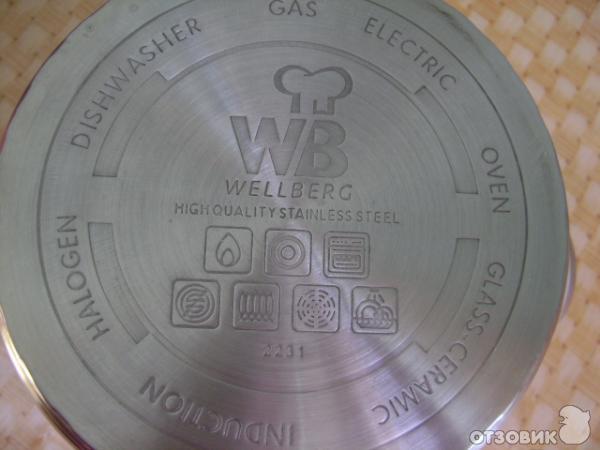 GAS
ELECTRIC
OVEN
GLASS-CERAMIC
INDUCTION
HALOGEN
DISHWASHER
WB
WELLBERG
HIGH QUALITY STAINLESS STEEL
2231
ОТЗОВИК